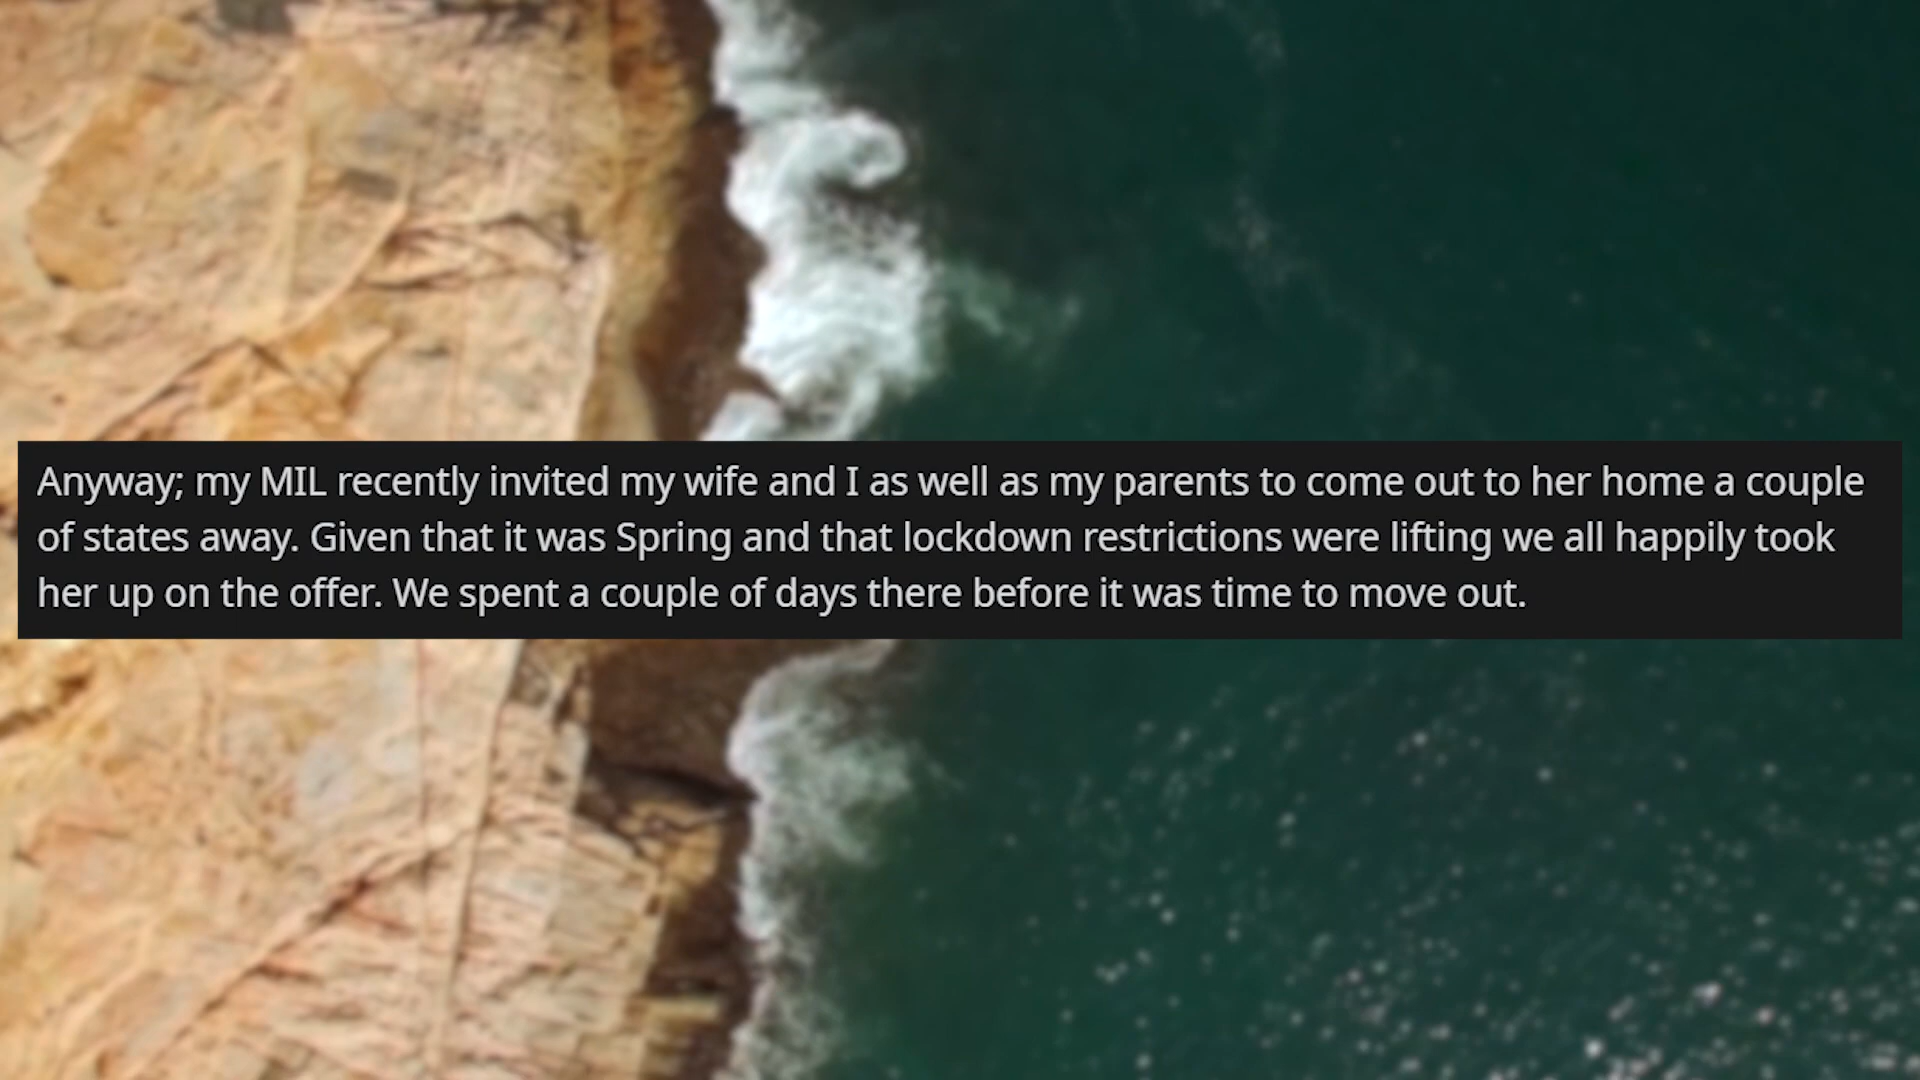 Anyway; my MIL recently invited my wife and I as well as my parents to come out to her home a couple
of states away. Given that it was Spring and that lockdown restrictions were lifting we all happily took
her up on the offer. We spent a couple of days there before it was time to move out.